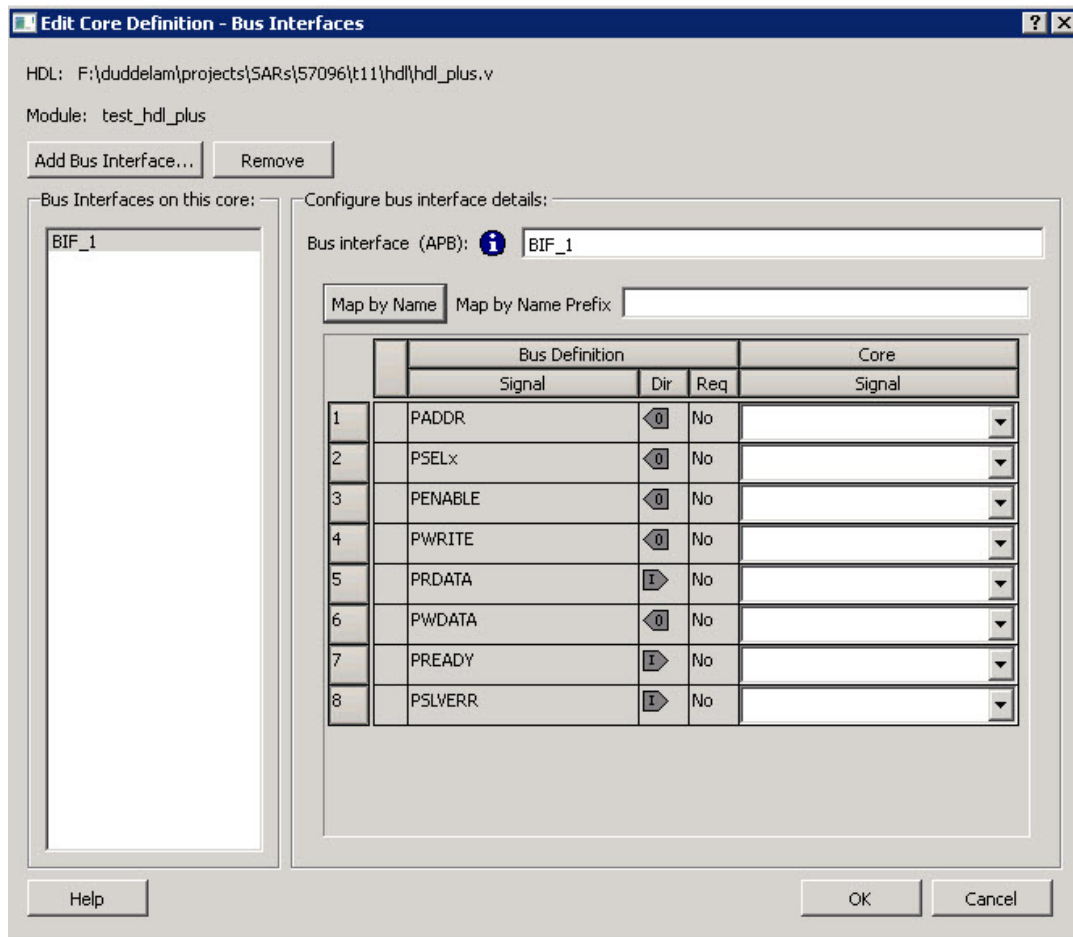 Edit Core Definition - Bus Interfaces
HDL: F:\duddelam\projects\SARs\57096\t11\hdl\hdl_plus.v
Module: test_hdl_plus
Add Bus Interface... Remove
Bus Interfaces on this core:
BIF_1
Configure bus interface details:
Bus interface (APB): i BIF_1
Map by Name Map by Name Prefix
Bus Definition Core
Signal Dir Req Signal
1 PADDR O No
2 PSELx O No
3 PENABLE O No
4 PWRITE O No
5 PRDATA I No
6 PWDATA O No
7 PREADY I No
8 PSLVERR I No
Help OK Cancel